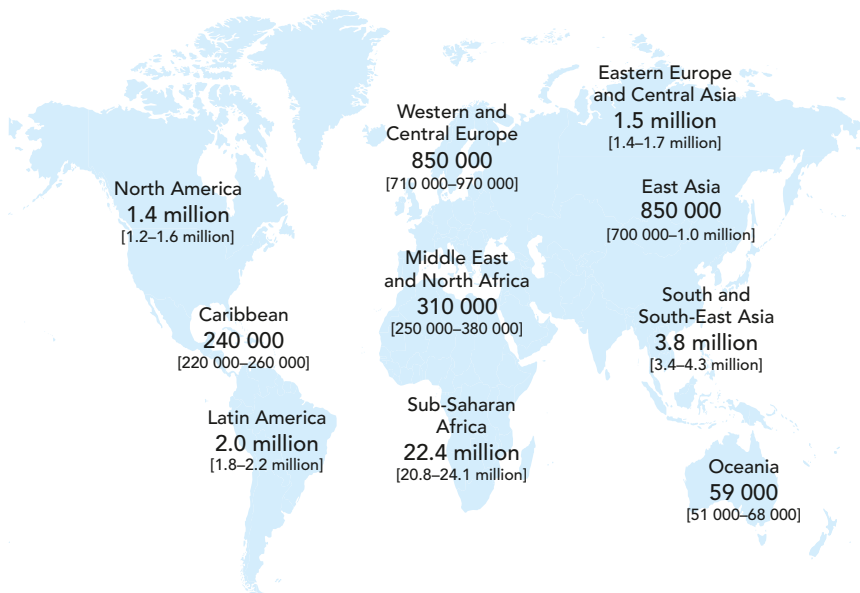 Eastern Europe
and Central Asia
1.5 million
[1.4–1.7 million]
Western and
Central Europe
850 000
[710 000–970 000]
North America
1.4 million
[1.2–1.6 million]
East Asia
850 000
[700 000–1.0 million]
Middle East
and North Africa
310 000
[250 000–380 000]
Caribbean
240 000
[220 000–260 000]
South and
South-East Asia
3.8 million
[3.4–4.3 million]
Latin America
2.0 million
[1.8–2.2 million]
Sub-Saharan
Africa
22.4 million
[20.8–24.1 million]
Oceania
59 000
[51 000–68 000]